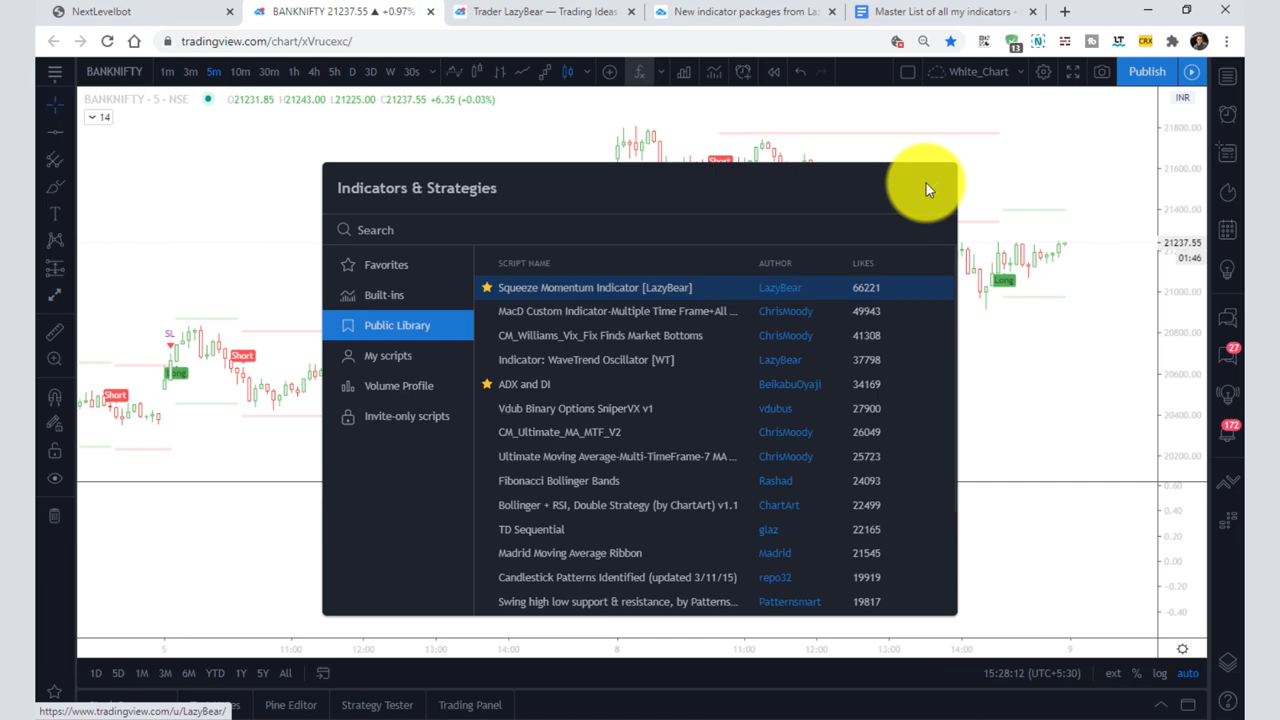 NextLevelbot
BANKNIFTY 21237.55 ▲ +0.97%
Trader LazyBear — Trading Ideas
New indicator packages from La
Master List of all my indicators -
tradingview.com/chart/xVrucexc/
13
CRX
BANKNIFTY 1m 3m 5m 10m 30m 1h 4h 5h D 3D W 30s
White_Chart
Publish
BANKNIFTY · 5 · NSE O21231.85 H21243.00 L21225.00 C21237.55 +6.35 (+0.03%)
INR
14
21800.00
21600.00
21400.00
21237.55
01:46
21000.00
20800.00
20600.00
20400.00
20200.00
0.60
0.40
0.20
0.00
-0.20
-0.40
27
172
Short
Long
SL
Short
Short
Indicators & Strategies
Search
Favorites
Built-ins
Public Library
My scripts
Volume Profile
Invite-only scripts
SCRIPT NAME AUTHOR LIKES
Squeeze Momentum Indicator [LazyBear] LazyBear 66221
MacD Custom Indicator-Multiple Time Frame+All ... ChrisMoody 49943
CM_Williams_Vix_Fix Finds Market Bottoms ChrisMoody 41308
Indicator: WaveTrend Oscillator [WT] LazyBear 37798
ADX and DI BeikabuOyaji 34169
Vdub Binary Options SniperVX v1 vdubus 27900
CM_Ultimate_MA_MTF_V2 ChrisMoody 26049
Ultimate Moving Average-Multi-TimeFrame-7 MA ... ChrisMoody 25723
Fibonacci Bollinger Bands Rashad 24093
Bollinger + RSI, Double Strategy (by ChartArt) v1.1 ChartArt 22499
TD Sequential glaz 22165
Madrid Moving Average Ribbon Madrid 21545
Candlestick Patterns Identified (updated 3/11/15) repo32 19919
Swing high low support & resistance, by Patterns... Patternsmart 19817
5 11:00 12:00 13:00 14:00 8 11:00 12:00 13:00 14:00 9
1D 5D 1M 3M 6M YTD 1Y 5Y All
15:28:12 (UTC+5:30) ext % log auto
https://www.tradingview.com/u/LazyBear/
Pine Editor Strategy Tester Trading Panel